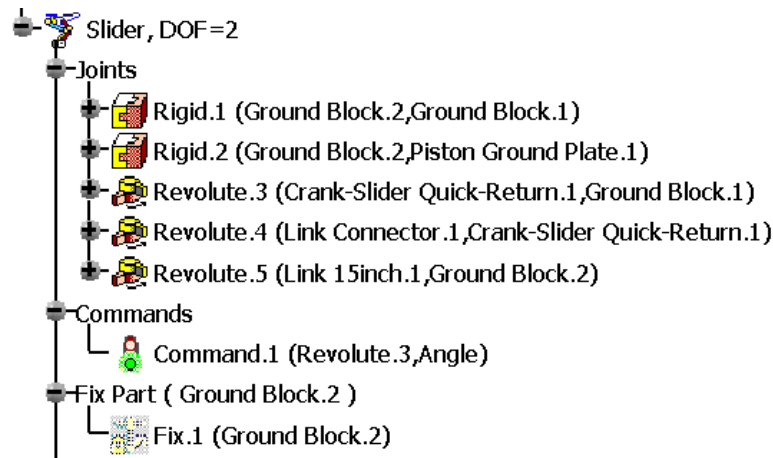 Slider, DOF=2
Joints
Rigid.1 (Ground Block.2,Ground Block.1)
Rigid.2 (Ground Block.2,Piston Ground Plate.1)
Revolute.3 (Crank-Slider Quick-Return.1,Ground Block.1)
Revolute.4 (Link Connector.1,Crank-Slider Quick-Return.1)
Revolute.5 (Link 15inch.1,Ground Block.2)
Commands
Command.1 (Revolute.3,Angle)
Fix Part ( Ground Block.2 )
Fix.1 (Ground Block.2)